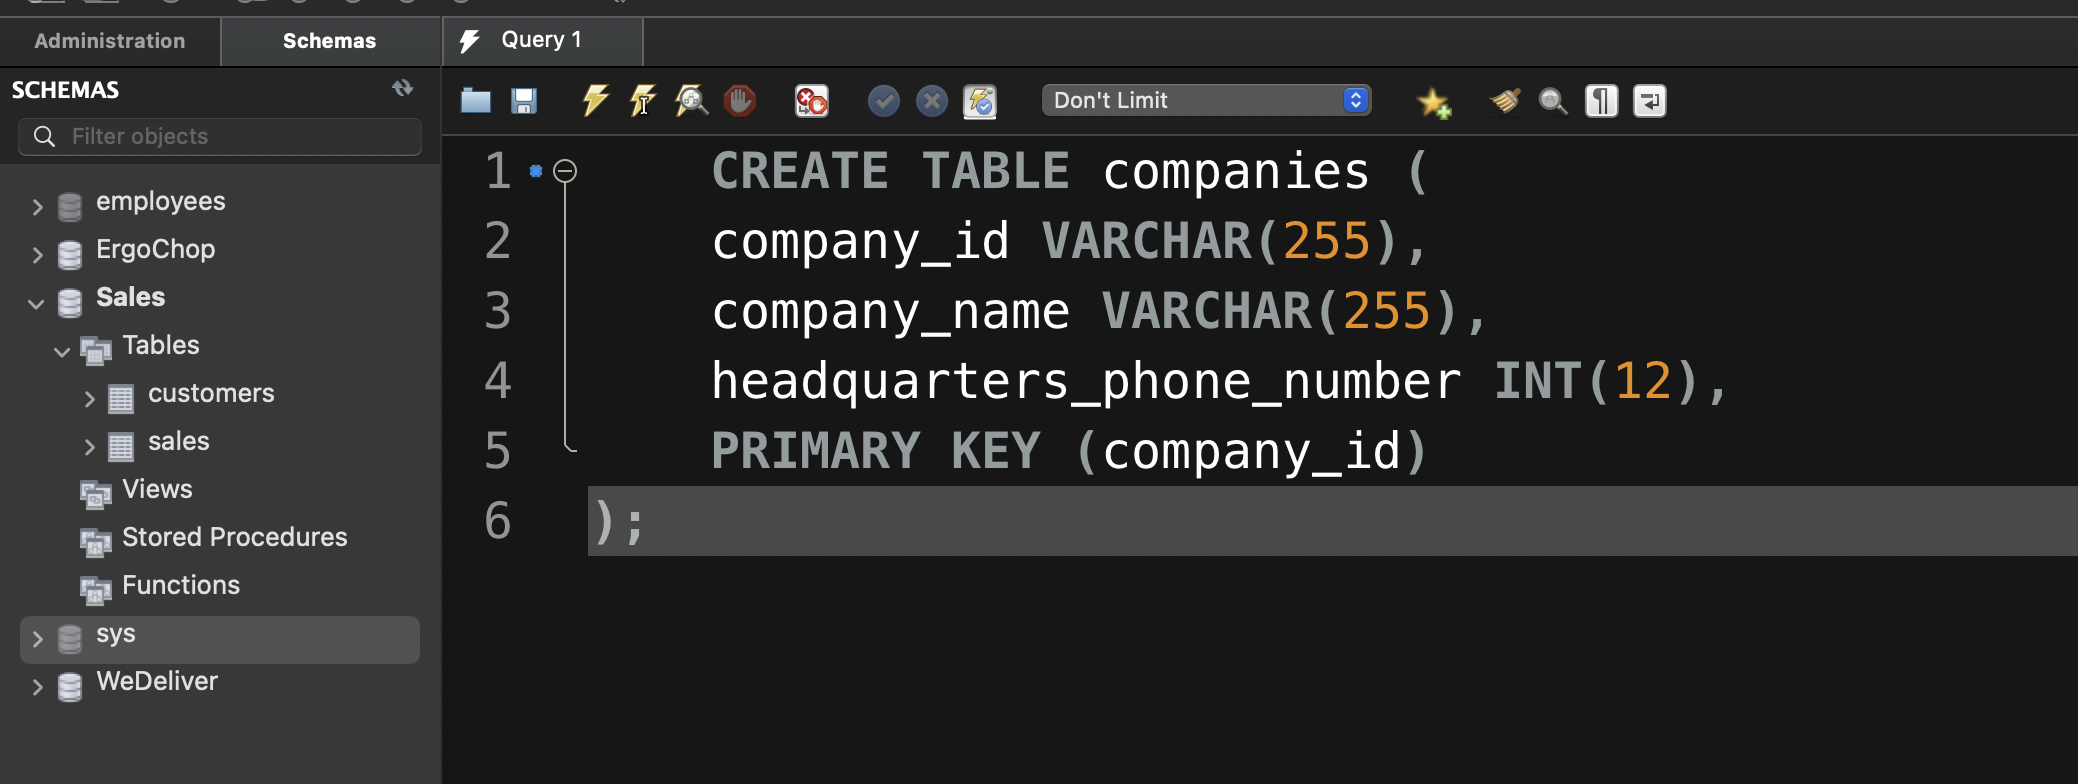 Administration
Schemas
Query 1
SCHEMAS
Filter objects
Don't Limit
employees
ErgoChop
Sales
Tables
customers
sales
Views
Stored Procedures
Functions
sys
WeDeliver
1 CREATE TABLE companies (
2 company_id VARCHAR(255),
3 company_name VARCHAR(255),
4 headquarters_phone_number INT(12),
5 PRIMARY KEY (company_id)
6 );